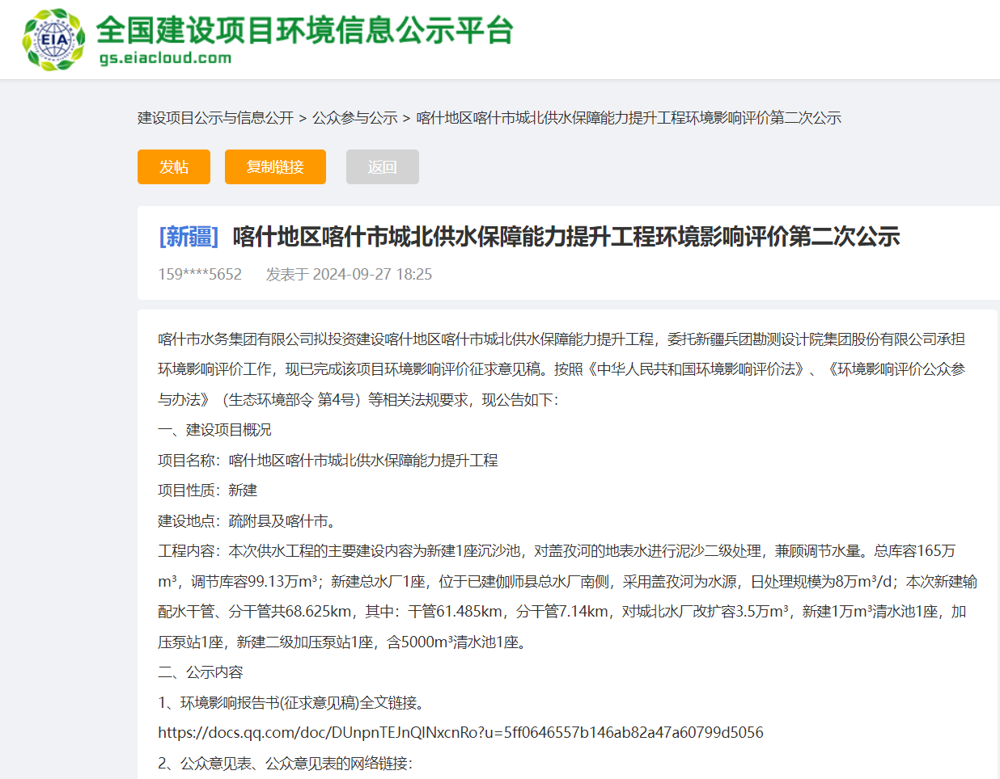 EIA
全国建设项目环境信息公示平台
gs.eiacloud.com
建设项目公示与信息公开 > 公众参与公示 > 喀什地区喀什市城北供水保障能力提升工程环境影响评价第二次公示
发帖 复制链接 返回
[新疆] 喀什地区喀什市城北供水保障能力提升工程环境影响评价第二次公示
159****5652 发表于 2024-09-27 18:25
喀什市水务集团有限公司拟投资建设喀什地区喀什市城北供水保障能力提升工程，委托新疆兵团勘测设计院集团股份有限公司承担
环境影响评价工作，现已完成该项目环境影响评价征求意见稿。按照《中华人民共和国环境影响评价法》、《环境影响评价公众参
与办法》（生态环境部令 第4号）等相关法规要求，现公告如下：
一、建设项目概况
项目名称：喀什地区喀什市城北供水保障能力提升工程
项目性质：新建
建设地点：疏附县及喀什市。
工程内容：本次供水工程的主要建设内容为新建1座沉沙池，对盖孜河的地表水进行泥沙二级处理，兼顾调节水量。总库容165万
m³，调节库容99.13万m³；新建总水厂1座，位于已建伽师县总水厂南侧，采用盖孜河为水源，日处理规模为8万m³/d；本次新建输
配水干管、分干管共68.625km，其中：干管61.485km，分干管7.14km，对城北水厂改扩容3.5万m³，新建1万m³清水池1座，加
压泵站1座，新建二级加压泵站1座，含5000m³清水池1座。
二、公示内容
1、环境影响报告书(征求意见稿)全文链接。
https://docs.qq.com/doc/DUnpnTEJnQlNxcnRo?u=5ff0646557b146ab82a47a60799d5056
2、公众意见表、公众意见表的网络链接：